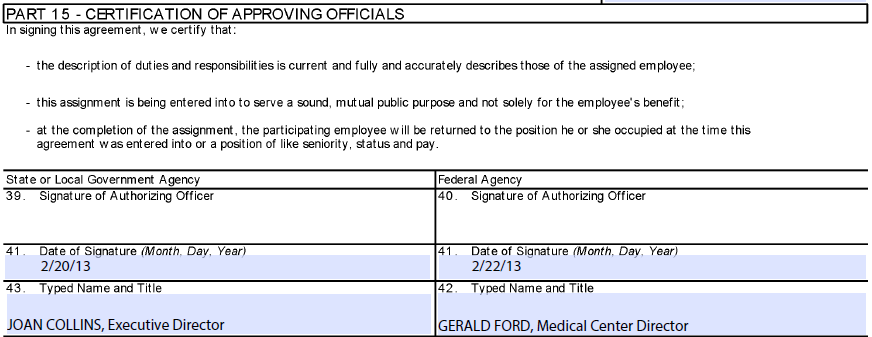 PART 15 - CERTIFICATION OF APPROVING OFFICIALS
In signing this agreement, we certify that:
- the description of duties and responsibilities is current and fully and accurately describes those of the assigned employee;
- this assignment is being entered into to serve a sound, mutual public purpose and not solely for the employee's benefit;
- at the completion of the assignment, the participating employee will be returned to the position he or she occupied at the time this
agreement was entered into or a position of like seniority, status and pay.
State or Local Government Agency
39. Signature of Authorizing Officer
41. Date of Signature (Month, Day, Year)
2/20/13
43. Typed Name and Title
JOAN COLLINS, Executive Director
Federal Agency
40. Signature of Authorizing Officer
41. Date of Signature (Month, Day, Year)
2/22/13
42. Typed Name and Title
GERALD FORD, Medical Center Director